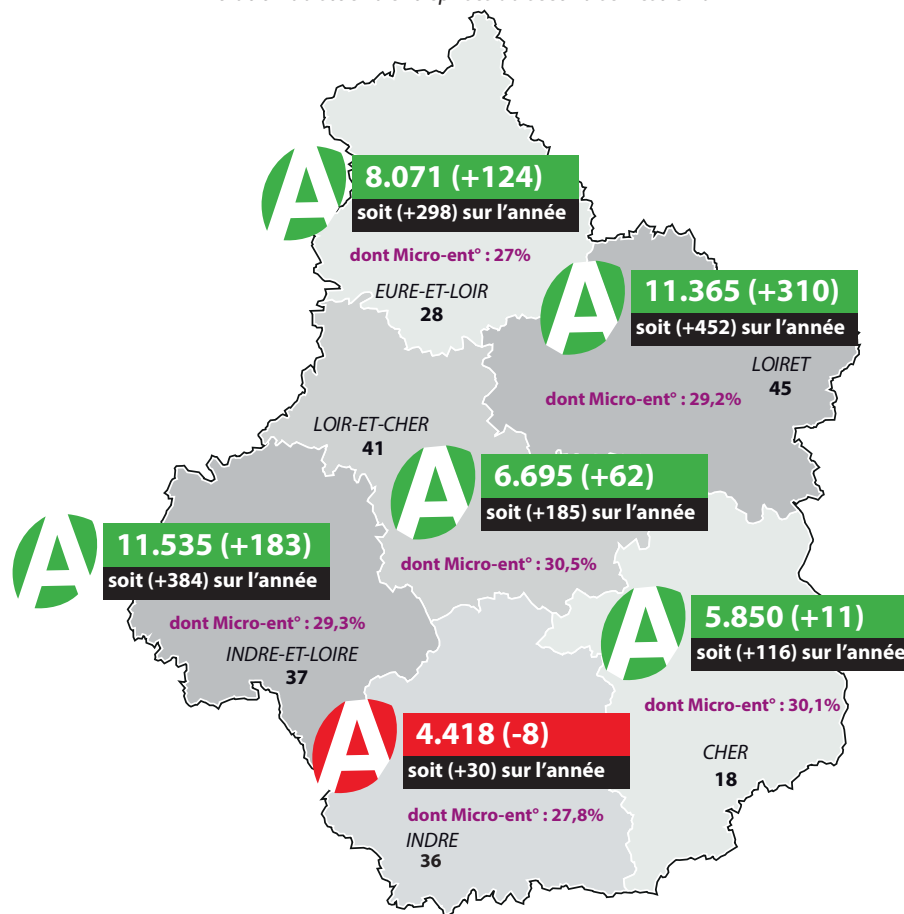 8.071 (+124)
soit (+298) sur l'année
dont Micro-ent° : 27%
EURE-ET-LOIR
28
11.365 (+310)
soit (+452) sur l'année
LOIRET
45
dont Micro-ent° : 29,2%
LOIR-ET-CHER
41
6.695 (+62)
soit (+185) sur l'année
dont Micro-ent° : 30,5%
11.535 (+183)
soit (+384) sur l'année
dont Micro-ent° : 29,3%
INDRE-ET-LOIRE
37
5.850 (+11)
soit (+116) sur l'année
dont Micro-ent° : 30,1%
CHER
18
4.418 (-8)
soit (+30) sur l'année
dont Micro-ent° : 27,8%
INDRE
36